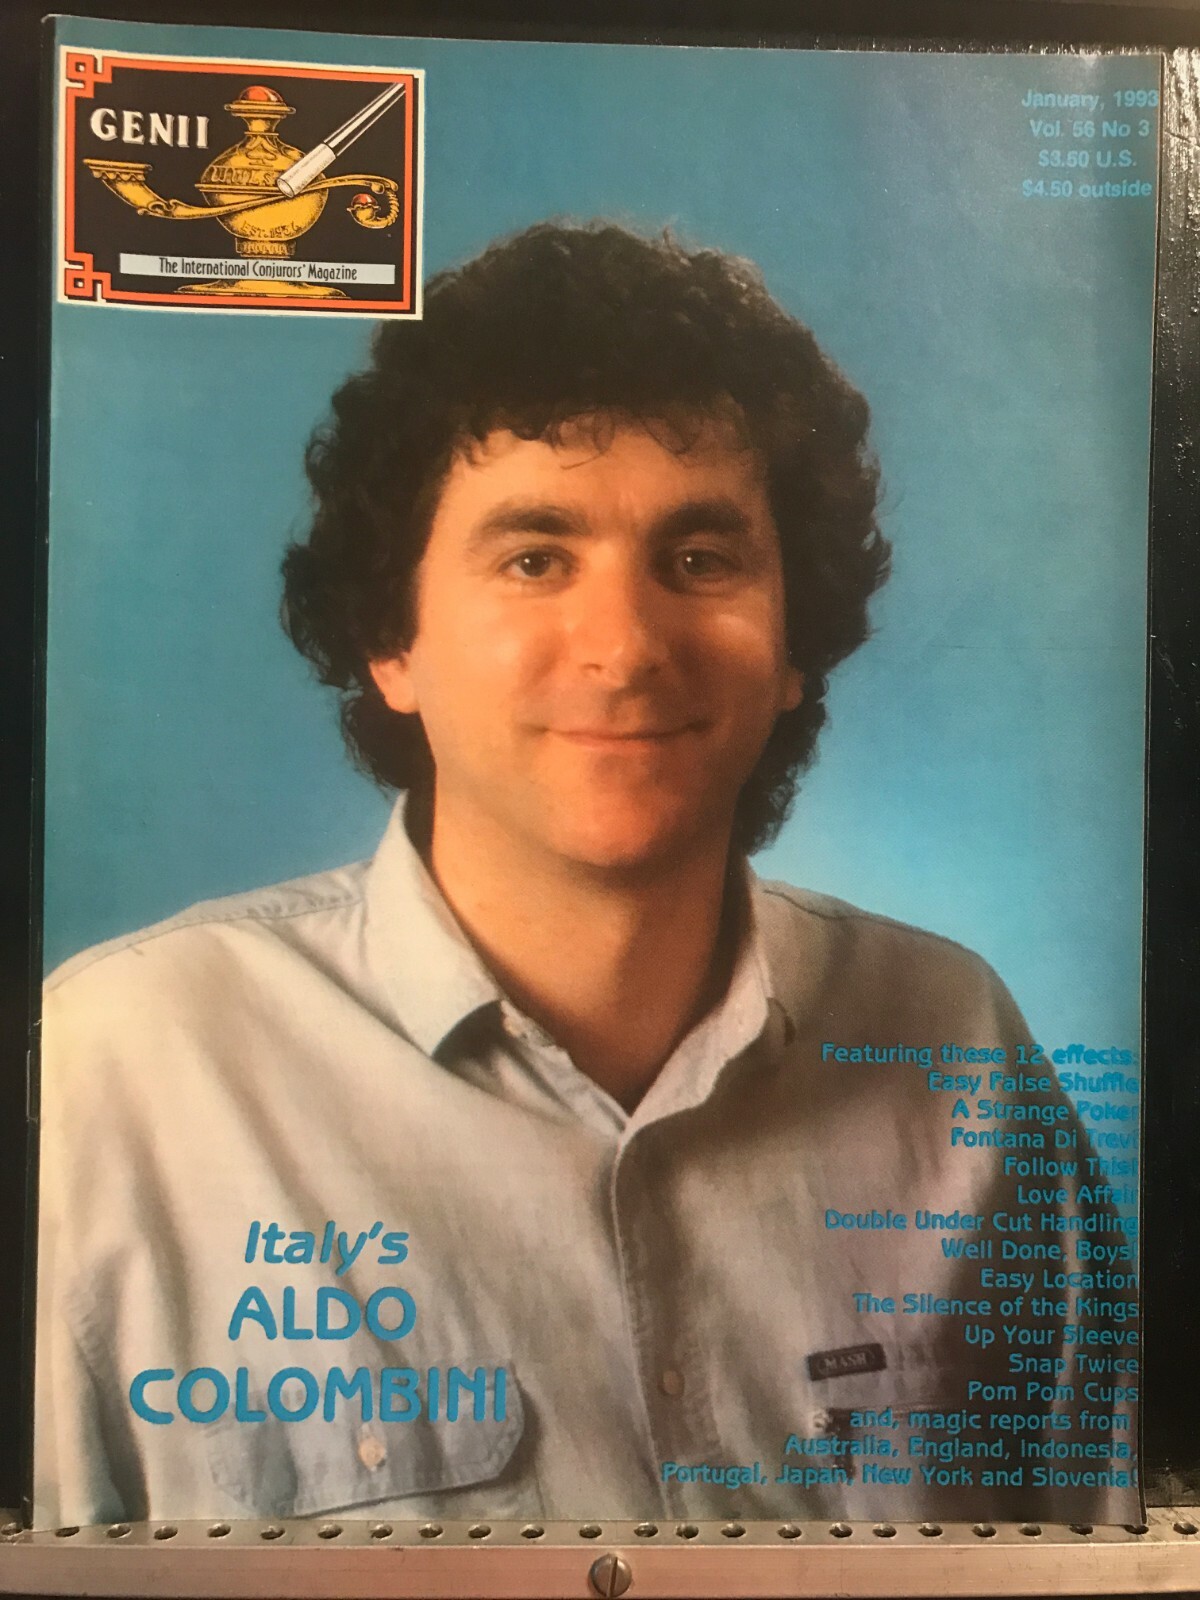 GENII
EST. 1936
The International Conjurors' Magazine
January, 1993
Vol. 56 No 3
$3.50 U.S.
$4.50 outside
Featuring these 12 effects:
Easy False Shuffle
A Strange Poker
Fontana Di Trevi
Follow This!
Love Affair
Double Under Cut Handling
Well Done, Boys!
Easy Location
The Silence of the Kings
Up Your Sleeve
Snap Twice
Pom Pom Cups
and, magic reports from
Australia, England, Indonesia,
Portugal, Japan, New York and Slovenia!
Italy's
ALDO
COLOMBINI
MASH